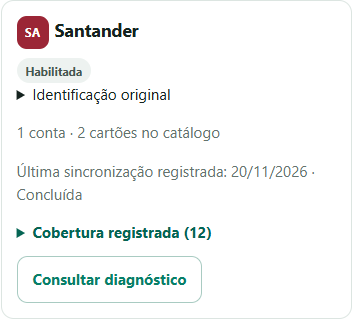 SA Santander
Habilitada
▶ Identificação original
1 conta · 2 cartões no catálogo
Última sincronização registrada: 20/11/2026 ·
Concluída
▶ Cobertura registrada (12)
Consultar diagnóstico